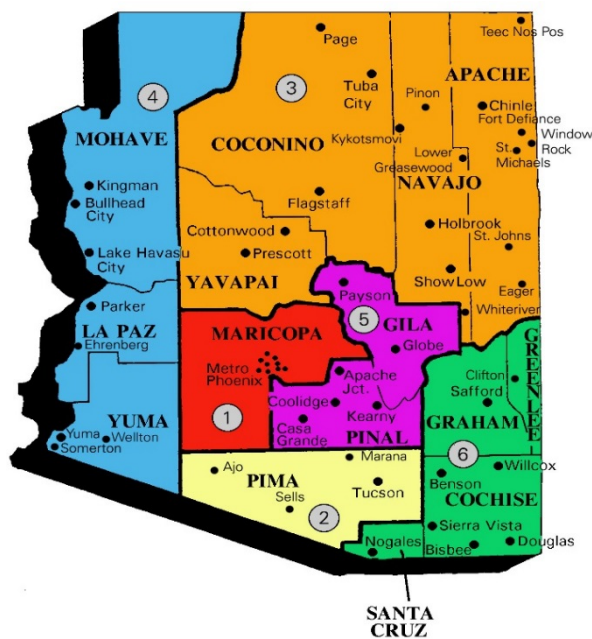 Teec Nos Pos
Page
4
3
APACHE
Tuba
City
Pinon
Chinle
Fort Defiance
MOHAVE
COCONINO
Kykotsmovi
Window
Rock
St.
Michaels
Lower
Greasewood
NAVAJO
Kingman
Bullhead
City
Flagstaff
Cottonwood
Holbrook
St. Johns
Lake Havasu
City
Prescott
YAVAPAI
Show Low
Payson
Eager
Parker
Whiteriver
5
LA PAZ
MARICOPA
GILA
Ehrenberg
Globe
Metro
Phoenix
GREENLEE
Apache
Jct.
Clifton
Safford
Coolidge
YUMA
1
Kearny
GRAHAM
Casa
Grande
PINAL
Yuma
Wellton
Somerton
Marana
6
Willcox
Ajo
PIMA
Benson
Tucson
COCHISE
Sells
2
Sierra Vista
Nogales
Bisbee
Douglas
SANTA
CRUZ